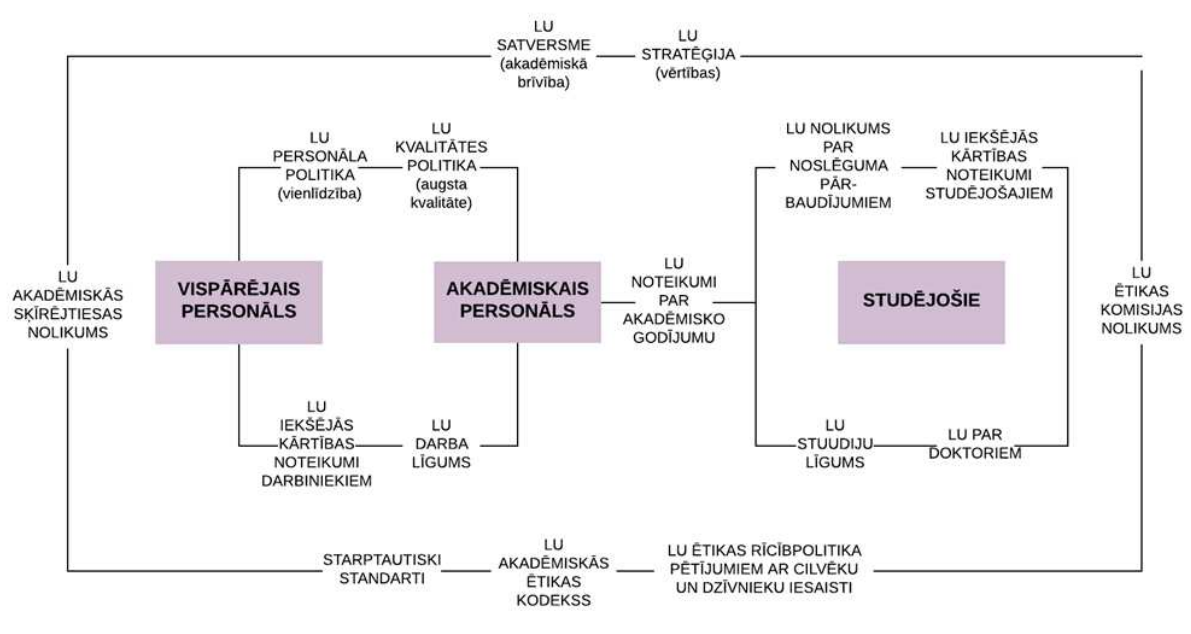 LU
SATVERSME
(akadēmiskā
brīvība)
LU
STRATĒĢIJA
(vērtības)
LU
PERSONĀLA
POLITIKA
(vienlīdzība)
LU
KVALITĀTES
POLITIKA
(augsta
kvalitāte)
LU NOLIKUMS
PAR
NOSLĒGUMA
PĀR-
BAUDĪJUMIEM
LU IEKŠĒJĀS
KĀRTĪBAS
NOTEIKUMI
STUDĒJOŠAJIEM
LU
AKADĒMISKĀS
SĶĪRĒJTIESAS
NOLIKUMS
VISPĀRĒJAIS
PERSONĀLS
AKADĒMISKAIS
PERSONĀLS
LU
NOTEIKUMI
PAR
AKADĒMISKO
GODĪJUMU
STUDĒJOŠIE
LU
ĒTIKAS
KOMISIJAS
NOLIKUMS
LU
IEKŠĒJĀS
KĀRTĪBAS
NOTEIKUMI
DARBINIEKIEM
LU
DARBA
LĪGUMS
LU
STUUDIJU
LĪGUMS
LU PAR
DOKTORIEM
STARPTAUTISKI
STANDARTI
LU
AKADĒMISKĀS
ĒTIKAS
KODEKSS
LU ĒTIKAS RĪCĪBPOLITIKA
PĒTĪJUMIEM AR CILVĒKU
UN DZĪVNIEKU IESAISTI